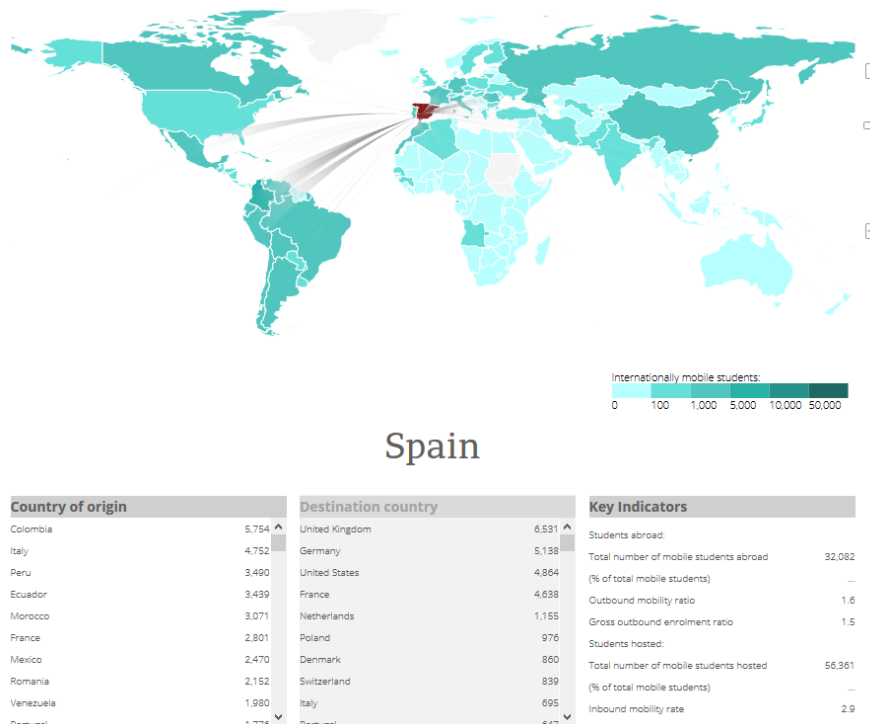 Internationally mobile students:
0 100 1,000 5,000 10,000 50,000
Spain
Country of origin
Colombia 5,754
Italy 4,752
Peru 3,490
Ecuador 3,439
Morocco 3,071
France 2,801
Mexico 2,470
Romania 2,152
Venezuela 1,980
Portugal 1,776
Destination country
United Kingdom 6,531
Germany 5,138
United States 4,864
France 4,638
Netherlands 1,155
Poland 976
Denmark 860
Switzerland 839
Italy 695
Portugal 647
Key Indicators
Students abroad:
Total number of mobile students abroad 32,082
(% of total mobile students) ...
Outbound mobility ratio 1.6
Gross outbound enrolment ratio 1.5
Students hosted:
Total number of mobile students hosted 56,361
(% of total mobile students) ...
Inbound mobility rate 2.9